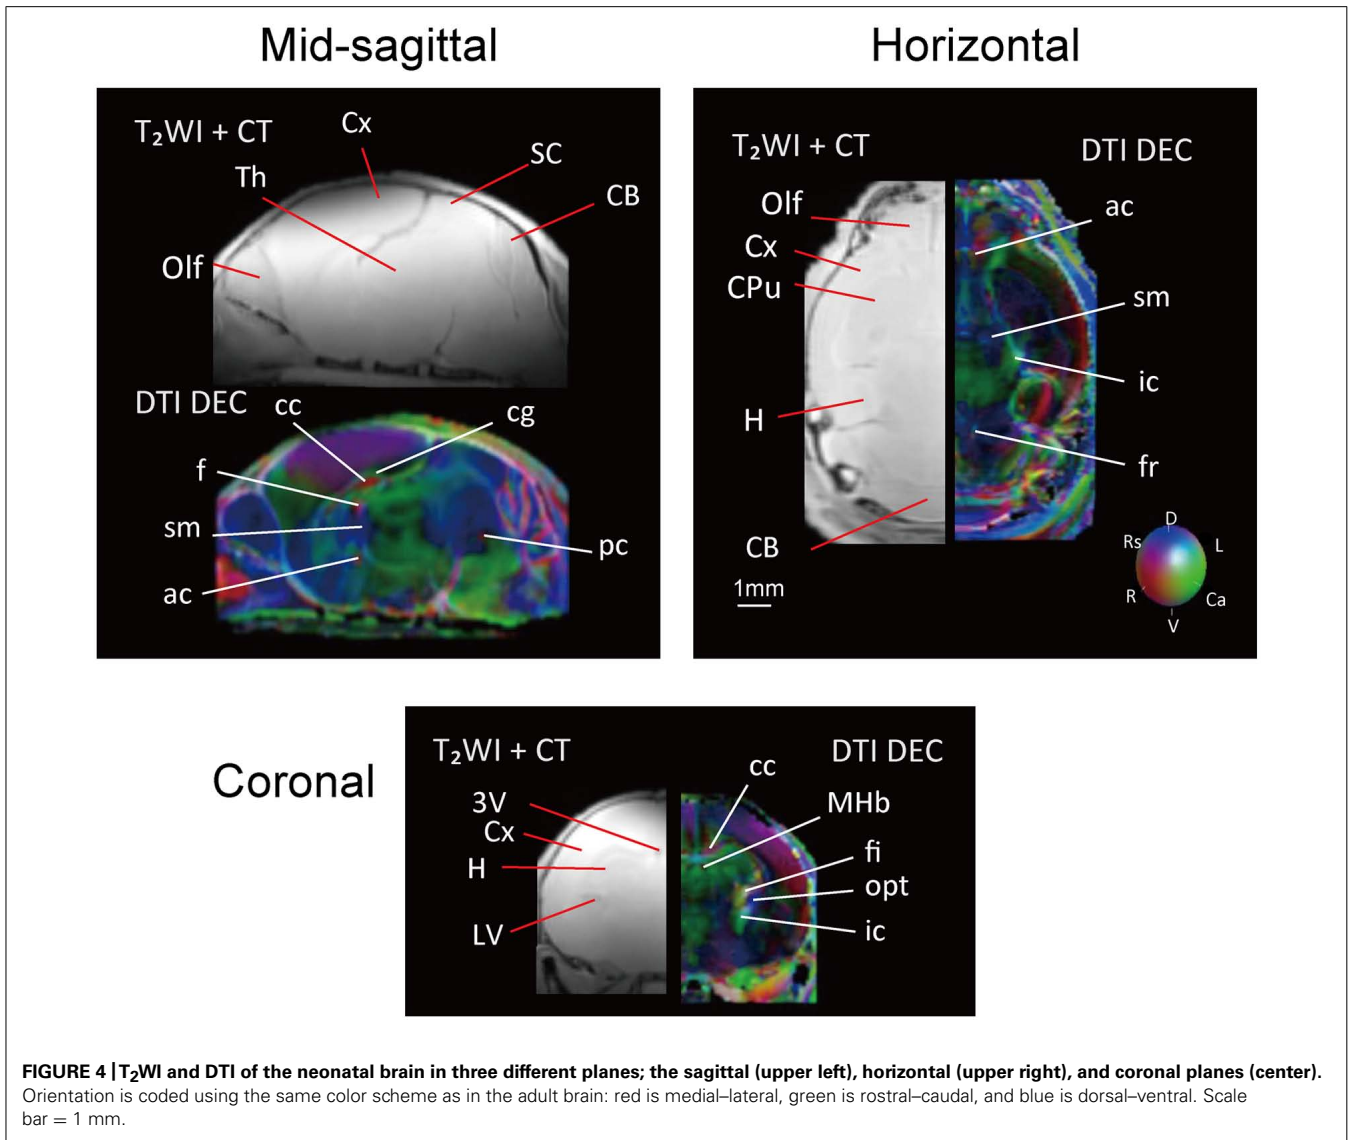 Mid-sagittal
T₂WI + CT
Cx
SC
Th
CB
Olf
DTI DEC
cc
cg
f
sm
pc
ac
Horizontal
T₂WI + CT
DTI DEC
Olf
ac
Cx
CPu
sm
ic
H
fr
CB
1mm
D
Rs
L
R
Ca
V
Coronal
T₂WI + CT
DTI DEC
cc
3V
MHb
Cx
fi
H
opt
LV
ic
FIGURE 4 | T₂WI and DTI of the neonatal brain in three different planes; the sagittal (upper left), horizontal (upper right), and coronal planes (center).
Orientation is coded using the same color scheme as in the adult brain: red is medial–lateral, green is rostral–caudal, and blue is dorsal–ventral. Scale
bar = 1 mm.